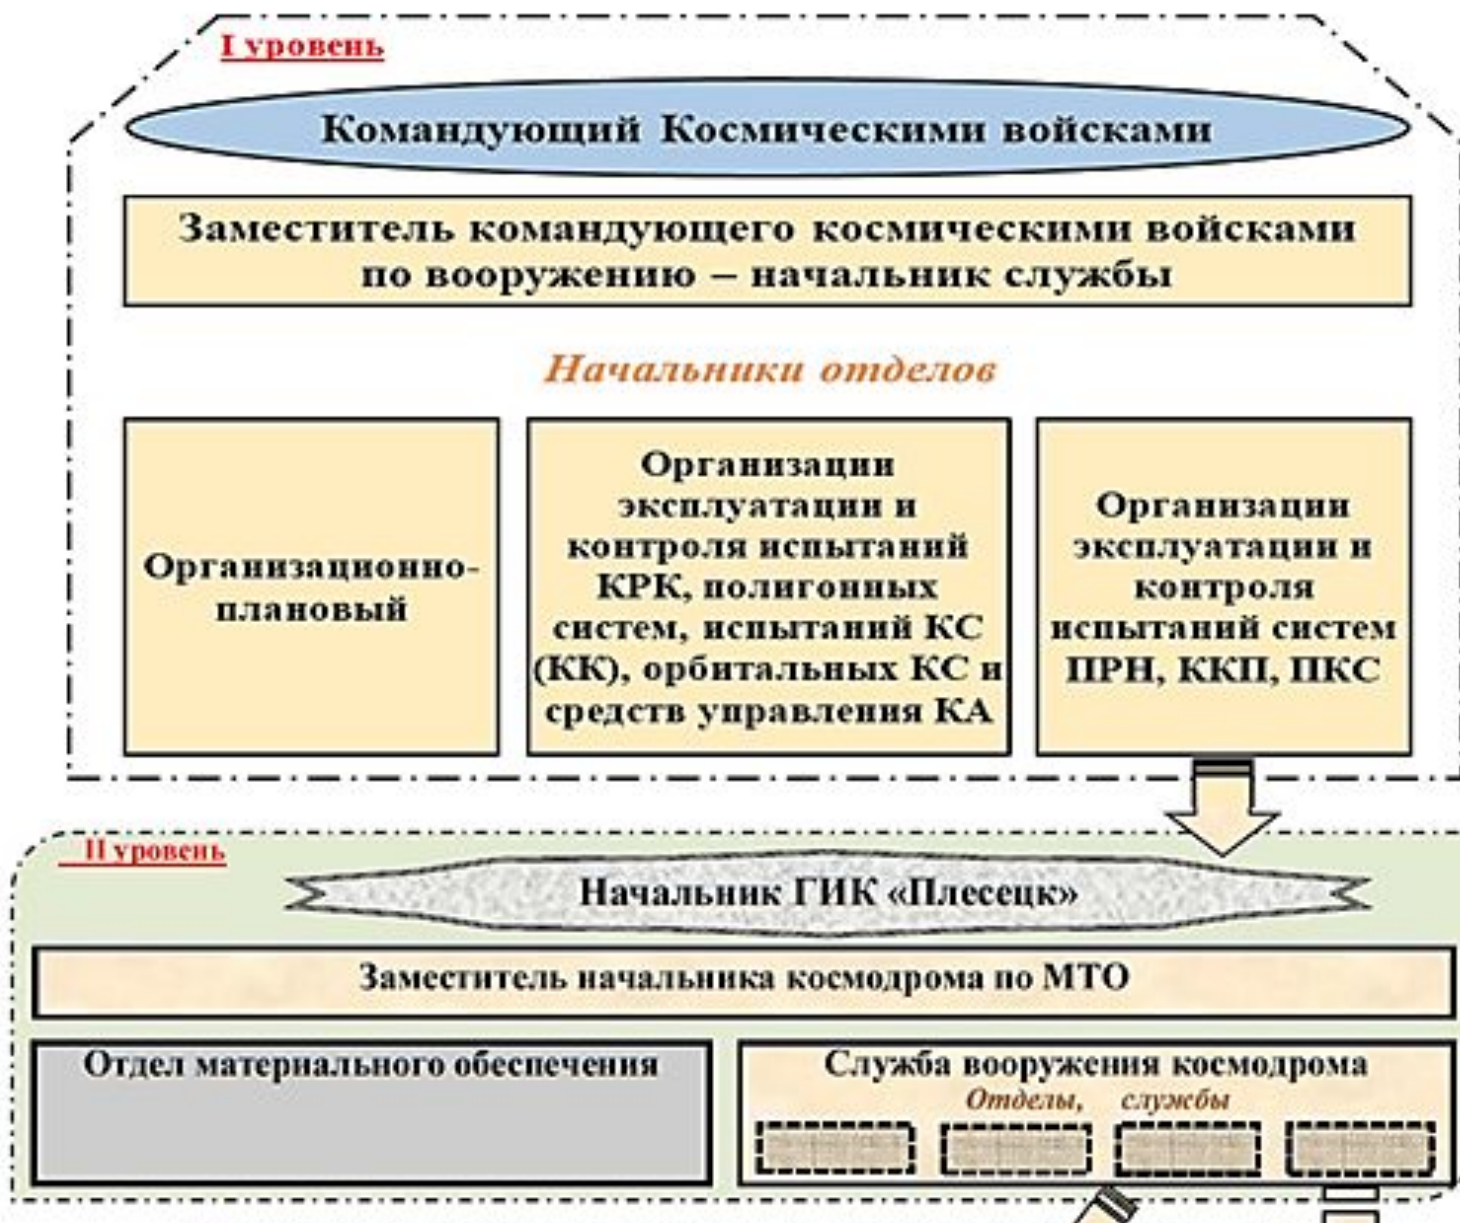 I уровень
Командующий Космическими войсками
Заместитель командующего космическими войсками
по вооружению – начальник службы
Начальники отделов
Организационно-
плановый
Организации
эксплуатации и
контроля испытаний
КРК, полигонных
систем, испытаний КС
(КК), орбитальных КС и
средств управления КА
Организации
эксплуатации и
контроля
испытаний систем
ПРН, ККП, ПКС
II уровень
Начальник ГИК «Плесецк»
Заместитель начальника космодрома по МТО
Отдел материального обеспечения
Служба вооружения космодрома
Отделы, службы